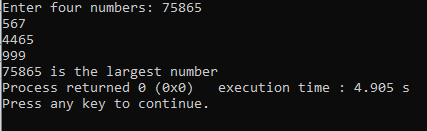 Enter four numbers: 75865
567
4465
999
75865 is the largest number
Process returned 0 (0x0)   execution time : 4.905 s
Press any key to continue.